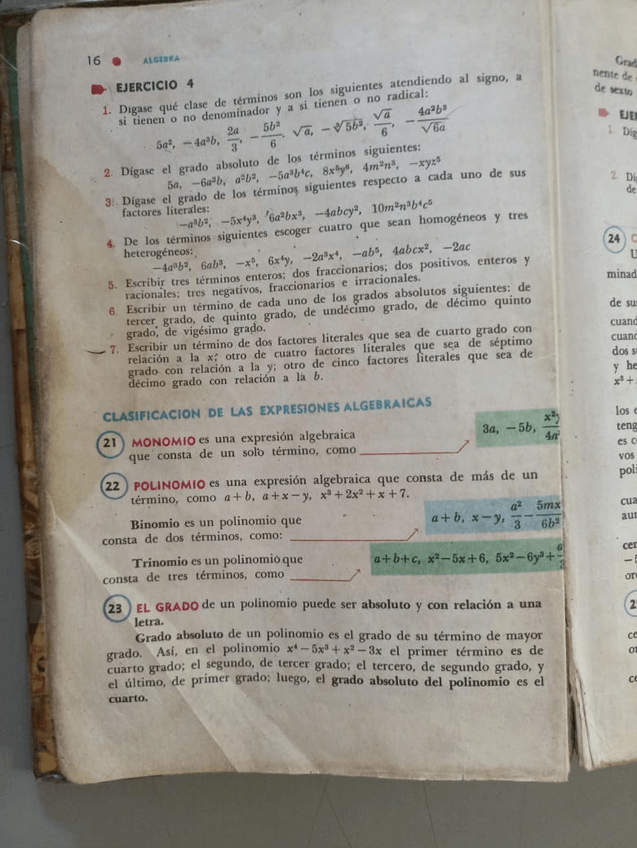 16 ALGEBRA
EJERCICIO 4
1. Dígase qué clase de términos son los siguientes atendiendo al signo, a
si tienen o no denominador y a si tienen o no radical:
5a², −4a³b, 2a/3, −5b²/6, √a, −∛5b², √a/6, −4a²b³/√6a
2. Dígase el grado absoluto de los términos siguientes:
5a, −6a²b, a²b², −5a³b⁴c, 8x⁵y⁶, 4m²n³, −xyz⁵
3. Dígase el grado de los términos siguientes respecto a cada uno de sus
factores literales:
−a³b², −5x⁴y³, 6a²bx³, −4abcy², 10m²n³b⁴c⁵
4. De los términos siguientes escoger cuatro que sean homogéneos y tres
heterogéneos:
−4a³b², 6ab³, −x⁵, 6x⁴y, −2a³x⁴, −ab⁵, 4abcx², −2ac
5. Escribir tres términos enteros; dos fraccionarios; dos positivos, enteros y
racionales; tres negativos, fraccionarios e irracionales.
6. Escribir un término de cada uno de los grados absolutos siguientes: de
tercer grado, de quinto grado, de undécimo grado, de décimo quinto
grado, de vigésimo grado.
7. Escribir un término de dos factores literales que sea de cuarto grado con
relación a la x; otro de cuatro factores literales que sea de séptimo
grado con relación a la y; otro de cinco factores literales que sea de
décimo grado con relación a la b.
CLASIFICACION DE LAS EXPRESIONES ALGEBRAICAS
21 MONOMIO es una expresión algebraica
que consta de un solo término, como
3a, −5b,
22 POLINOMIO es una expresión algebraica que consta de más de un
término, como a+b, a+x−y, x³+2x²+x+7.
Binomio es un polinomio que
consta de dos términos, como:
a+b, x−y, a²/3 − 5mx/6b²
Trinomio es un polinomio que
consta de tres términos, como
a+b+c, x²−5x+6, 5x²−6y³+
23 EL GRADO de un polinomio puede ser absoluto y con relación a una
letra.
Grado absoluto de un polinomio es el grado de su término de mayor
grado. Así, en el polinomio x⁴−5x³+x²−3x el primer término es de
cuarto grado; el segundo, de tercer grado; el tercero, de segundo grado, y
el último, de primer grado; luego, el grado absoluto del polinomio es el
cuarto.
nente de
de sexto
24